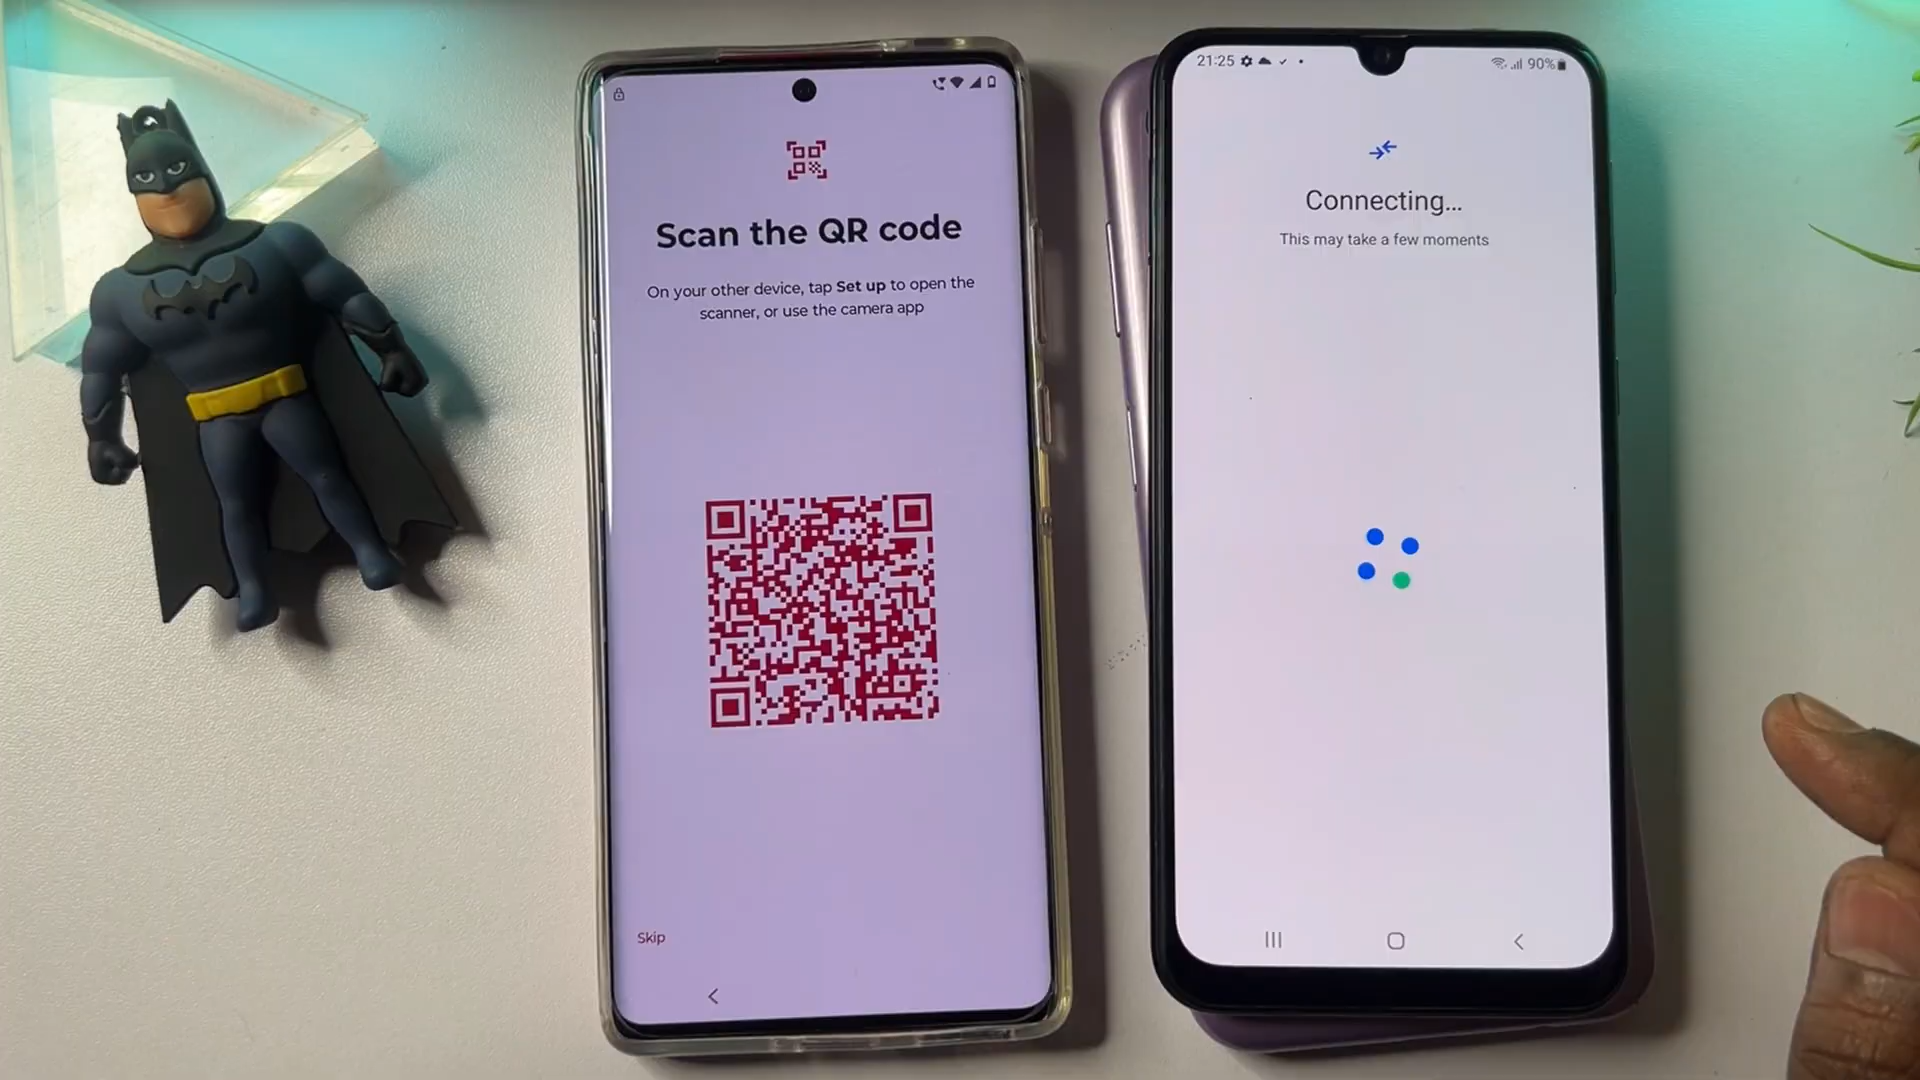 Scan the QR code
On your other device, tap Set up to open the
scanner, or use the camera app
Skip
21:25
90%
Connecting...
This may take a few moments